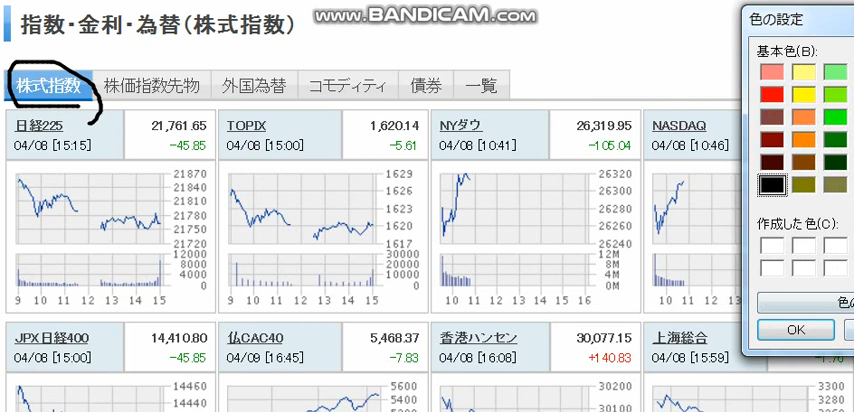 指数・金利・為替（株式指数）
www.BANDICAM.com
色の設定
基本色(B):
株式指数 株価指数先物 外国為替 コモディティ 債券 一覧
日経225 21,761.65
04/08 [15:15] -45.85
TOPIX 1,620.14
04/08 [15:00] -5.61
NYダウ 26,319.95
04/08 [10:41] -105.04
NASDAQ
04/08 [10:46]
21870
21840
21810
21780
21750
21720
12000
8000
4000
9 10 11 12 13 14 15
1629
1626
1623
1620
1617
30000
20000
10000
9 10 11 12 13 14 15
26320
26300
26280
26260
26240
12M
6M
0M
10 11 12 13 14 15 16
10 11 12 13
作成した色(C):
OK
JPX日経400 14,410.80
04/08 [15:00] -45.85
仏CAC40 5,468.37
04/09 [16:45] -7.83
香港ハンセン 30,077.15
04/08 [16:08] +140.83
上海総合
04/08 [15:59]
14460
14440
5600
5400
30200
30100
3300
3280